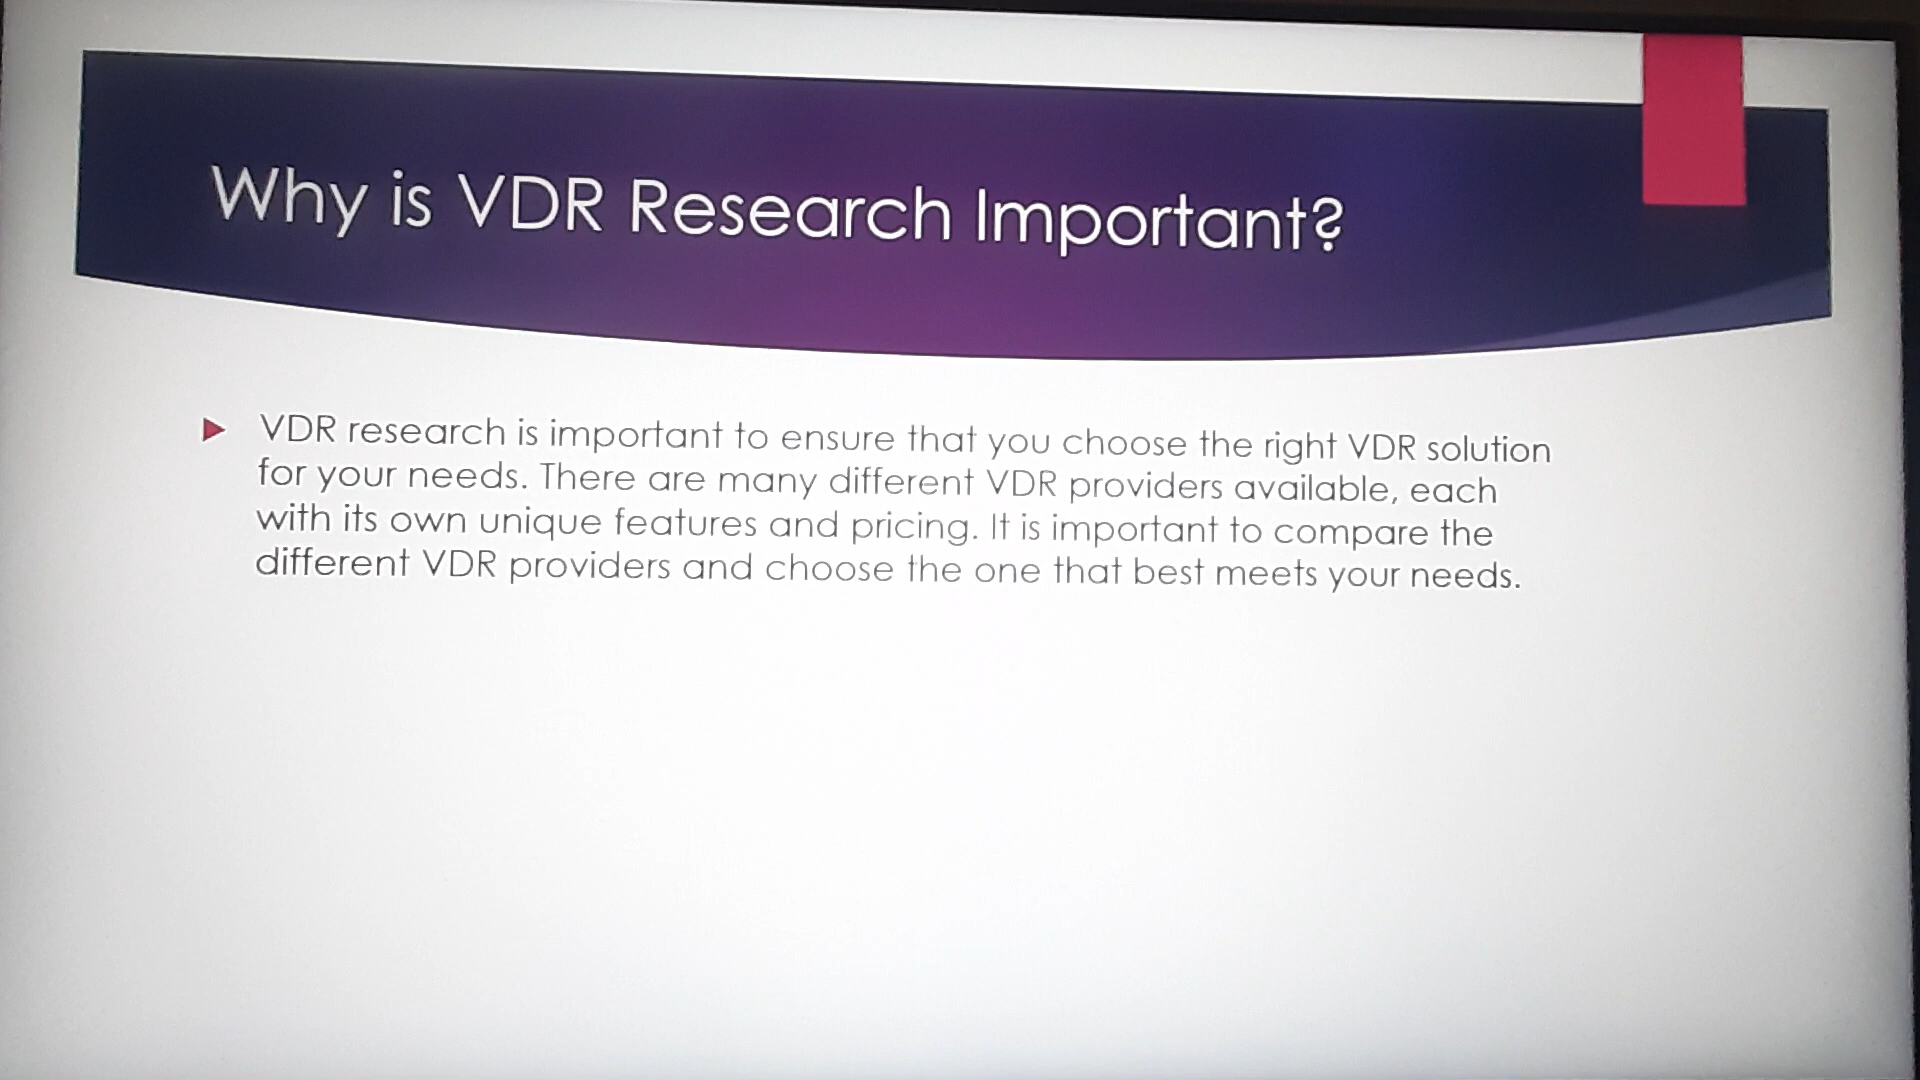 Why is VDR Research Important?
VDR research is important to ensure that you choose the right VDR solution
for your needs. There are many different VDR providers available, each
with its own unique features and pricing. It is important to compare the
different VDR providers and choose the one that best meets your needs.